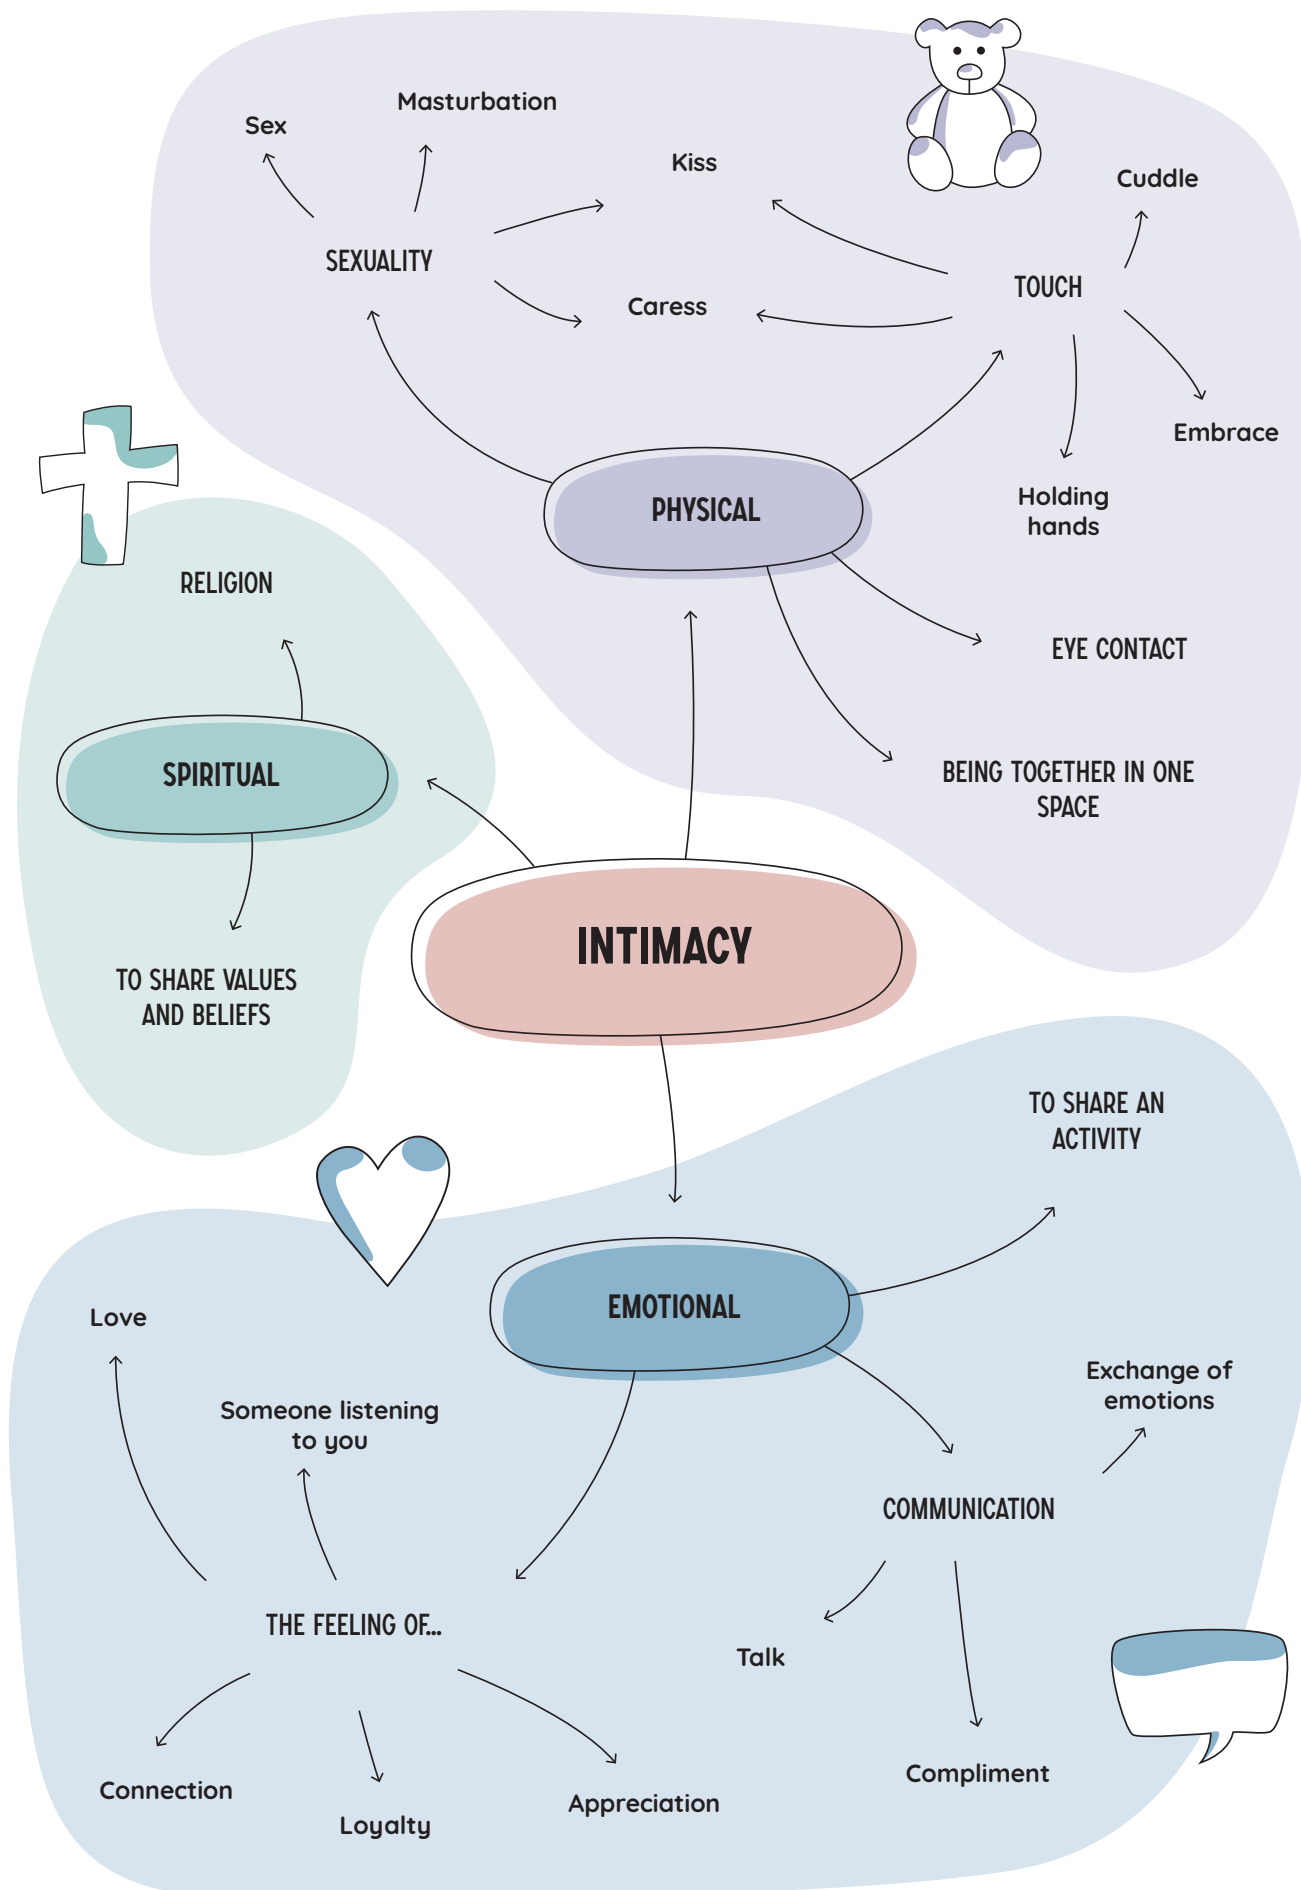 Masturbation
Sex
Kiss
Cuddle
SEXUALITY
TOUCH
Caress
Embrace
Holding
hands
PHYSICAL
RELIGION
EYE CONTACT
SPIRITUAL
BEING TOGETHER IN ONE
SPACE
INTIMACY
TO SHARE VALUES
AND BELIEFS
TO SHARE AN
ACTIVITY
EMOTIONAL
Love
Someone listening
to you
Exchange of
emotions
COMMUNICATION
THE FEELING OF...
Talk
Connection
Loyalty
Appreciation
Compliment